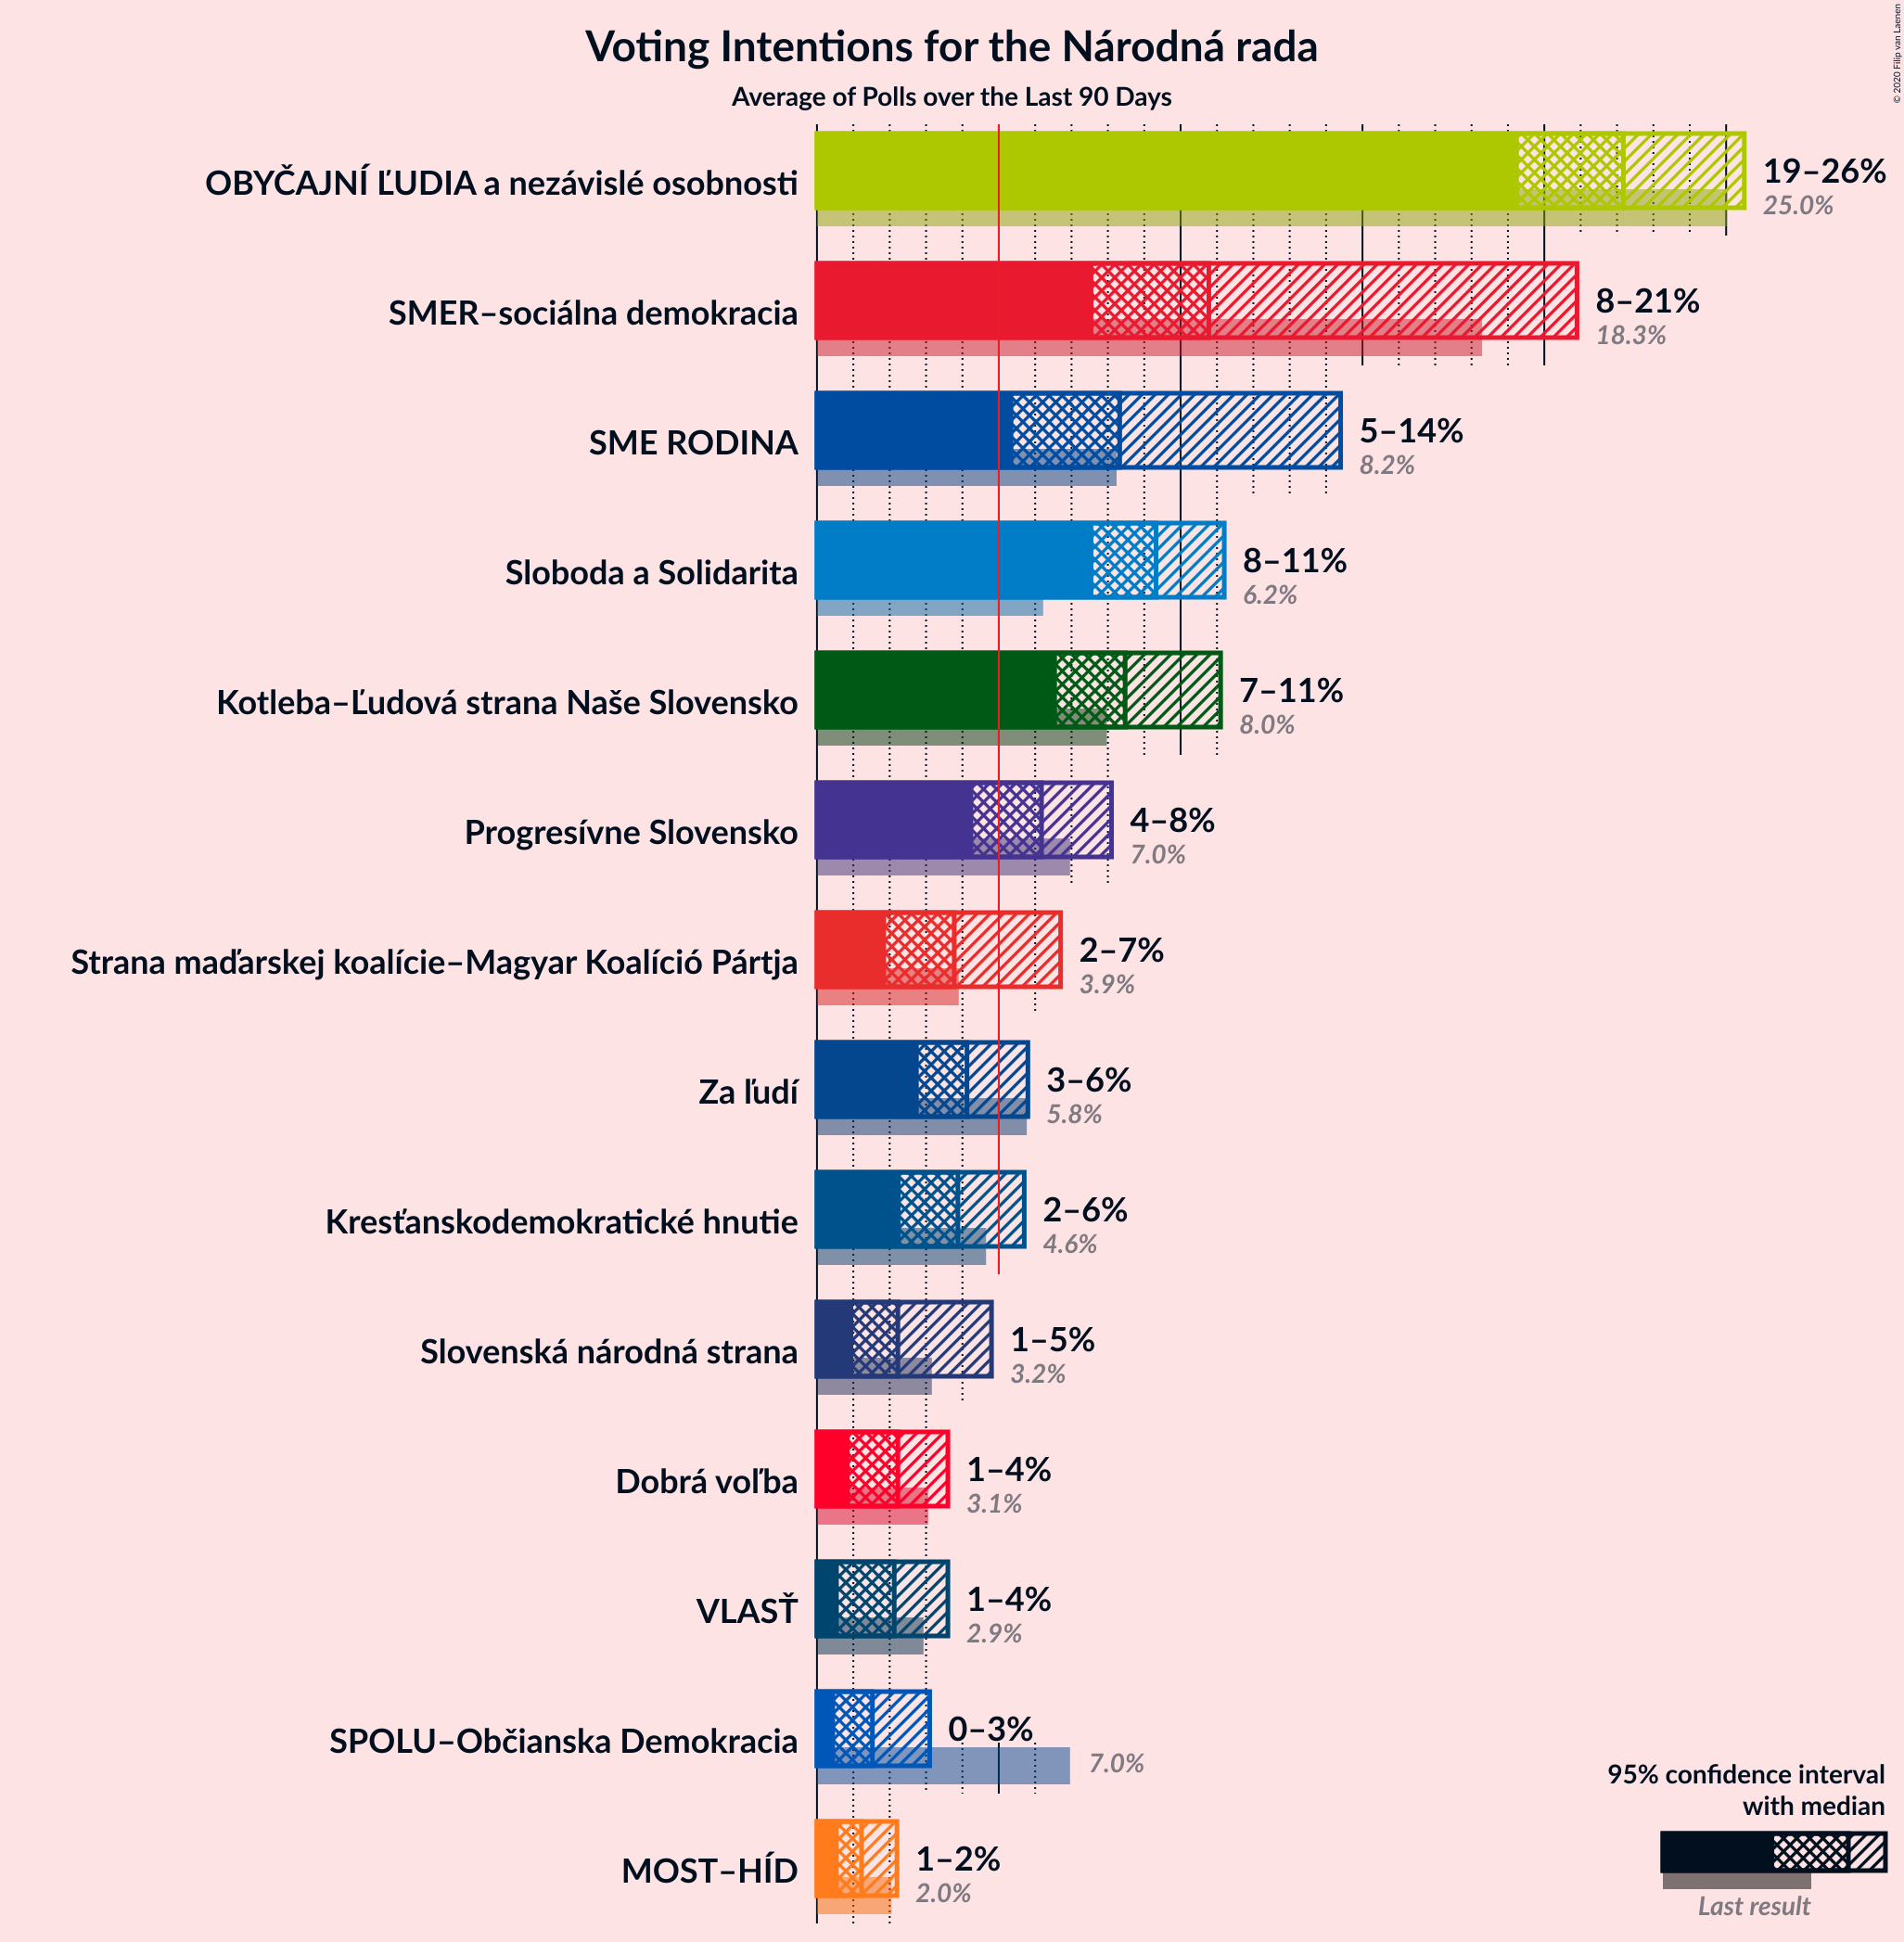 © 2020 Filip van Laenen
Voting Intentions for the Národná rada
Average of Polls over the Last 90 Days
OBYČAJNÍ ĽUDIA a nezávislé osobnosti
19–26%
25.0%
SMER–sociálna demokracia
8–21%
18.3%
SME RODINA
5–14%
8.2%
Sloboda a Solidarita
8–11%
6.2%
Kotleba–Ľudová strana Naše Slovensko
7–11%
8.0%
Progresívne Slovensko
4–8%
7.0%
Strana maďarskej koalície–Magyar Koalíció Pártja
2–7%
3.9%
Za ľudí
3–6%
5.8%
Kresťanskodemokratické hnutie
2–6%
4.6%
Slovenská národná strana
1–5%
3.2%
Dobrá voľba
1–4%
3.1%
VLASŤ
1–4%
2.9%
SPOLU–Občianska Demokracia
0–3%
7.0%
MOST–HÍD
1–2%
2.0%
95% confidence interval
with median
Last result